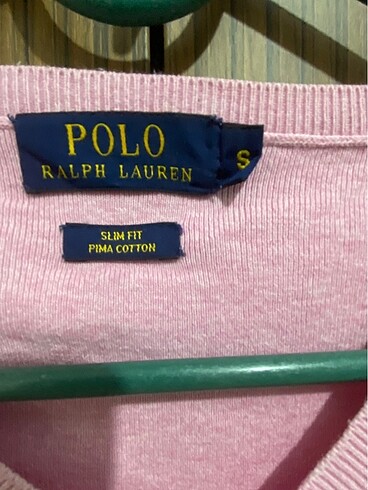 POLO
RALPH LAUREN
S
SLIM FIT
PIMA COTTON